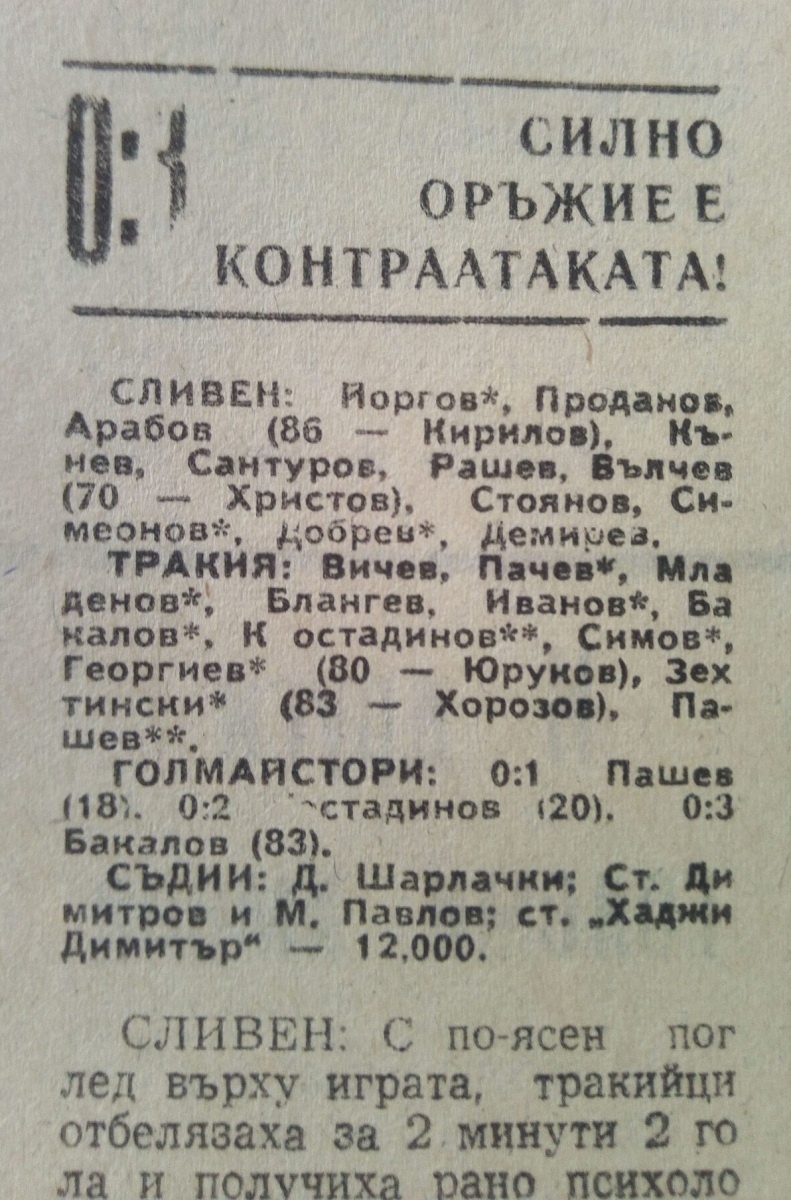 0:3
СИЛНО
ОРЪЖИЕ Е
КОНТРААТАКАТА!
СЛИВЕН: Йоргов*, Проданов,
Арабов (86 — Кирилов), Къ-
нев, Сантуров, Рашев, Вълчев
(70 — Христов), Стоянов, Си-
меонов*, Добрев*, Демирев.
ТРАКИЯ: Вичев, Пачев*, Мла
денов*, Блангев, Иванов*, Ба
калов*, К остадинов**, Симов*,
Георгиев* (80 — Юруков), Зех
тински* (83 — Хорозов), Па-
шев**.
ГОЛМАЙСТОРИ: 0:1 Пашев
(18). 0:2 Костадинов (20). 0:3
Бакалов (83).
СЪДИИ: Д. Шарлачки; Ст. Ди
митров и М. Павлов; ст. „Хаджи
Димитър“ — 12.000.
СЛИВЕН: С по-ясен пог
лед върху играта, тракийци
отбелязаха за 2 минути 2 го
ла и получиха рано психоло